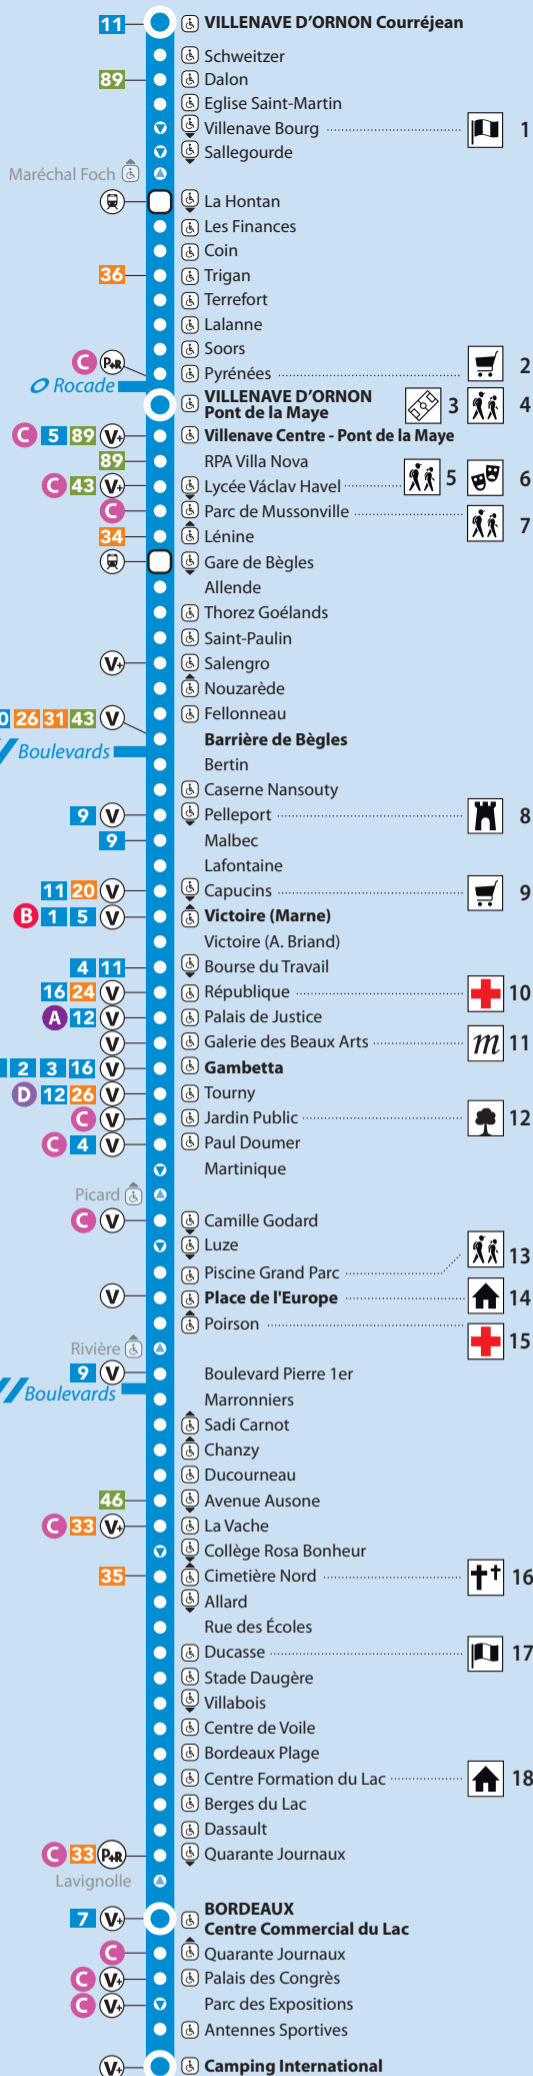 11 VILLENAVE D'ORNON Courréjean
Schweitzer
89 Dalon
Eglise Saint-Martin
Villenave Bourg 1
Sallegourde
Maréchal Foch
La Hontan
Les Finances
Coin
36 Trigan
Terrefort
Lalanne
Soors
C P+R Pyrénées 2
Rocade
VILLENAVE D'ORNON
Pont de la Maye 3 4
C 5 89 V+ Villenave Centre - Pont de la Maye
89 RPA Villa Nova
C 43 V+ Lycée Václav Havel 5 6
C Parc de Mussonville 7
34 Lénine
Gare de Bègles
Allende
Thorez Goélands
Saint-Paulin
V+ Salengro
Nouzarède
Fellonneau
26 31 43 V Barrière de Bègles
Boulevards
Bertin
Caserne Nansouty
9 V Pelleport 8
9 Malbec
Lafontaine
11 20 V Capucins 9
B 1 5 V Victoire (Marne)
Victoire (A. Briand)
4 11 Bourse du Travail
16 24 V République 10
A 12 V Palais de Justice
V Galerie des Beaux Arts m 11
2 3 16 V Gambetta
D 12 26 V Tourny
C V Jardin Public 12
C 4 V Paul Doumer
Martinique
Picard
C V Camille Godard
Luze
Piscine Grand Parc 13
V Place de l'Europe 14
Poirson 15
Rivière
9 V Boulevard Pierre 1er
Boulevards
Marronniers
Sadi Carnot
Chanzy
Ducourneau
46 Avenue Ausone
C 33 V+ La Vache
Collège Rosa Bonheur
35 Cimetière Nord 16
Allard
Rue des Écoles
Ducasse 17
Stade Daugère
Villabois
Centre de Voile
Bordeaux Plage
Centre Formation du Lac 18
Berges du Lac
Dassault
C 33 P+R Quarante Journaux
Lavignolle
BORDEAUX
7 V+ Centre Commercial du Lac
C Quarante Journaux
C V+ Palais des Congrès
C V+ Parc des Expositions
Antennes Sportives
V+ Camping International